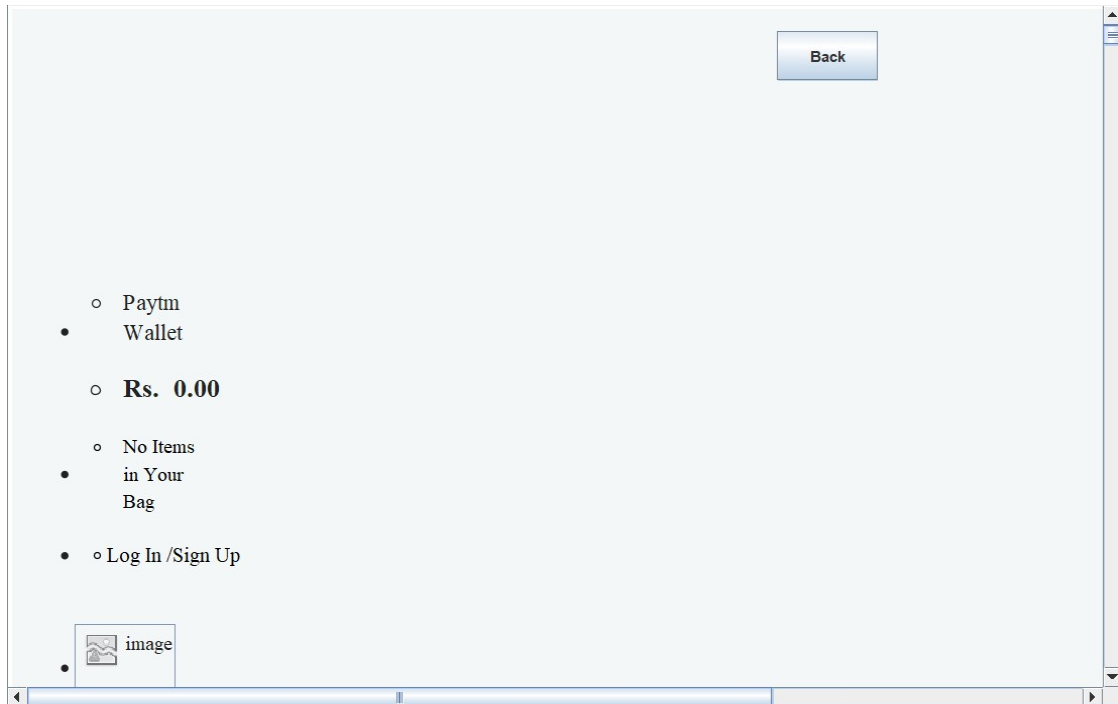 Back
Paytm
Wallet
Rs. 0.00
No Items
in Your
Bag
Log In /Sign Up
image